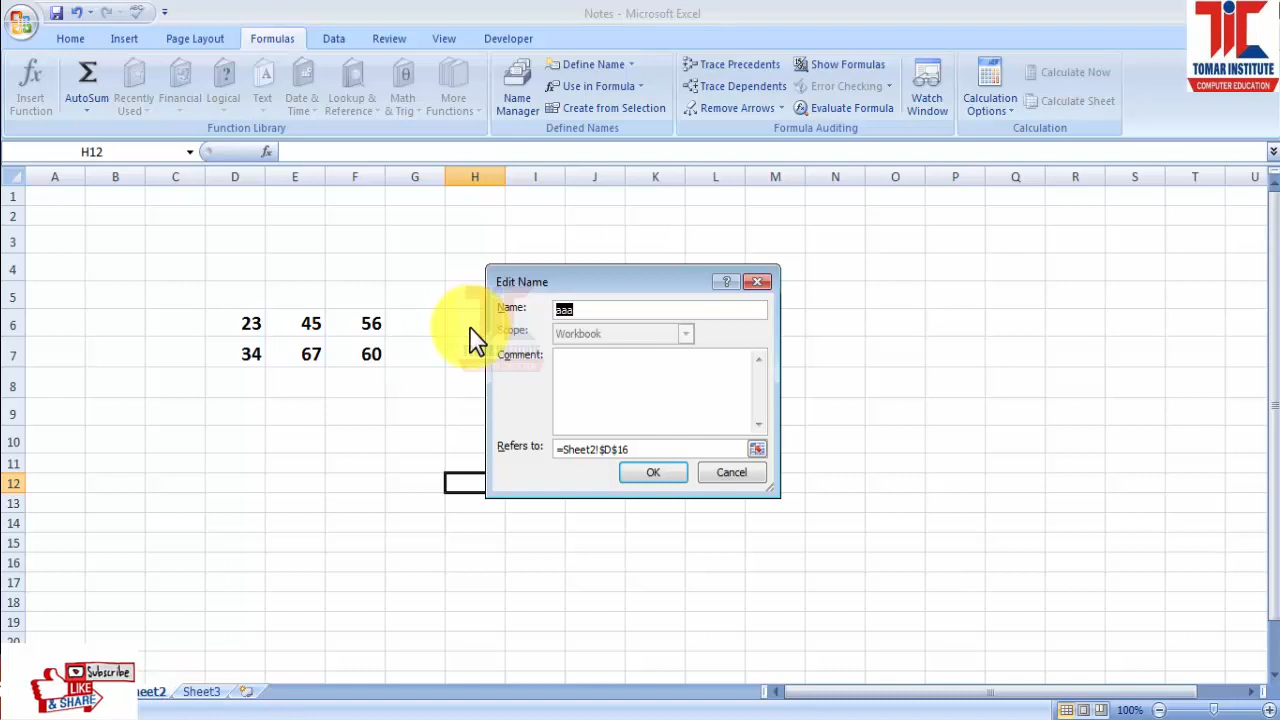 Notes - Microsoft Excel
TIC
TOMAR INSTITUTE
COMPUTER EDUCATION
Home Insert Page Layout Formulas Data Review View Developer
Insert Function
AutoSum
Recently Used
Financial
Logical
Text
Date & Time
Lookup & Reference
Math & Trig
More Functions
Function Library
Name Manager
Define Name
Use in Formula
Create from Selection
Defined Names
Trace Precedents
Trace Dependents
Remove Arrows
Show Formulas
Error Checking
Evaluate Formula
Formula Auditing
Watch Window
Calculation Options
Calculate Now
Calculate Sheet
Calculation
H12 fx
A B C D E F G H I J K L M N O P Q R S T U
1
2
3
4
5
6 23 45 56
7 34 67 60
8
9
10
11
12
13
14
15
16
17
18
19
20
Edit Name
Name: aaa
Scope: Workbook
Comment:
Refers to: =Sheet2!$D$16
OK Cancel
Subscribe
LIKE
& SHARE
heet2 Sheet3
100%